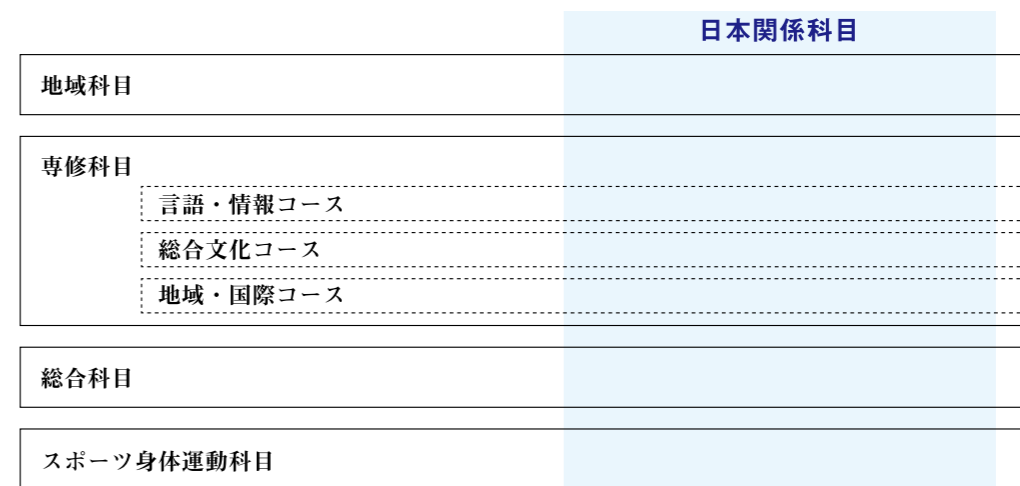 日本関係科目
地域科目
専修科目
言語・情報コース
総合文化コース
地域・国際コース
総合科目
スポーツ身体運動科目